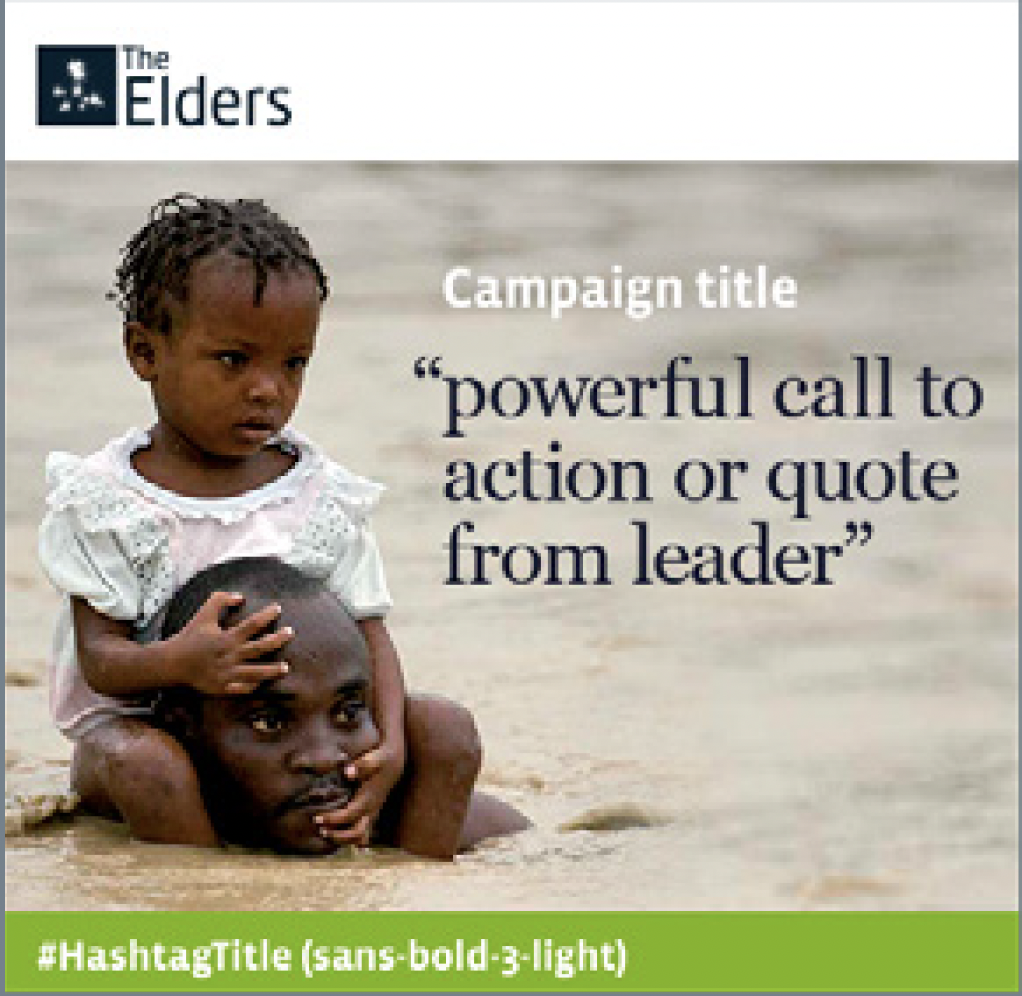 The
Elders
Campaign title
“powerful call to
action or quote
from leader”
#HashtagTitle (sans-bold-3-light)